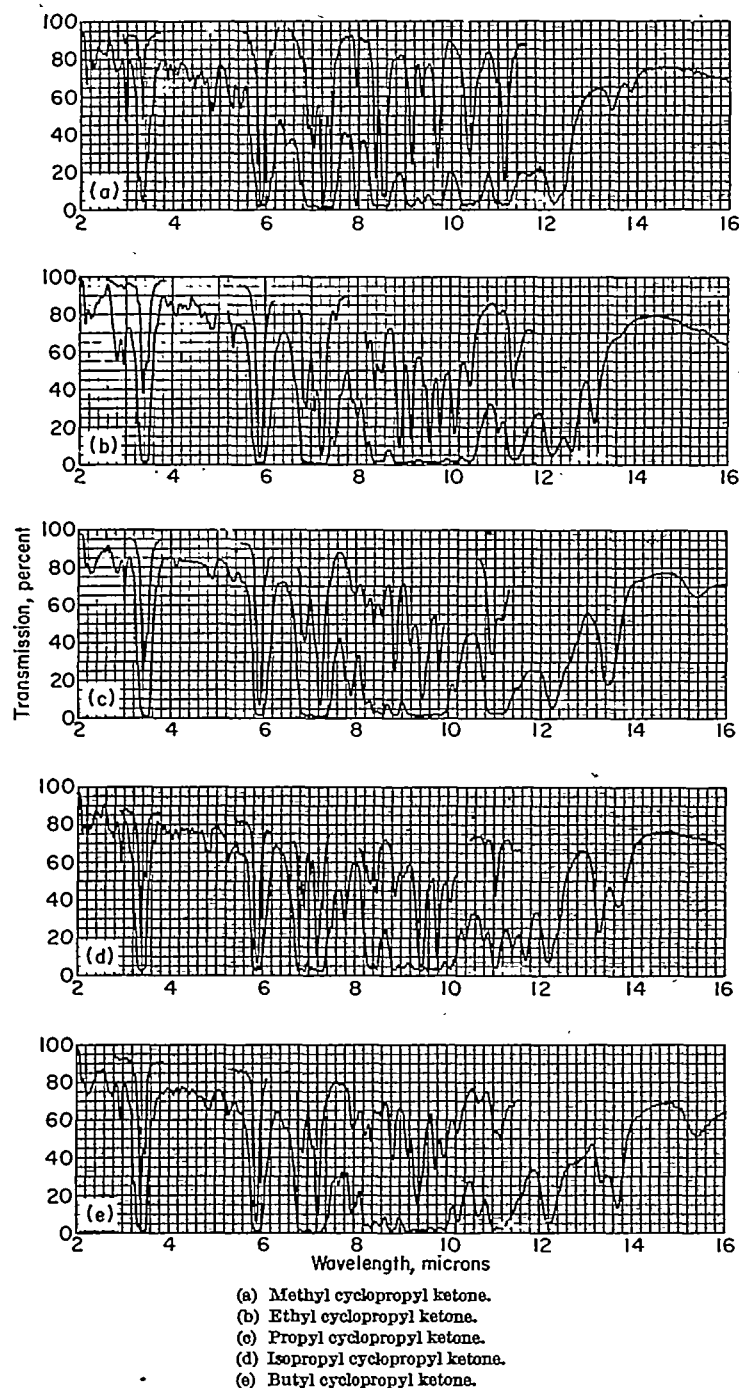 100
80
60
40
20
0
(a)
2 4 6 8 10 12 14 16
100
80
60
40
20
0
(b)
2 4 6 8 10 12 14 16
Transmission, percent
100
80
60
40
20
0
(c)
2 4 6 8 10 12 14 16
100
80
60
40
20
0
(d)
2 4 6 8 10 12 14 16
100
80
60
40
20
0
(e)
2 4 6 8 10 12 14 16
Wavelength, microns
(a) Methyl cyclopropyl ketone.
(b) Ethyl cyclopropyl ketone.
(c) Propyl cyclopropyl ketone.
(d) Isopropyl cyclopropyl ketone.
(e) Butyl cyclopropyl ketone.